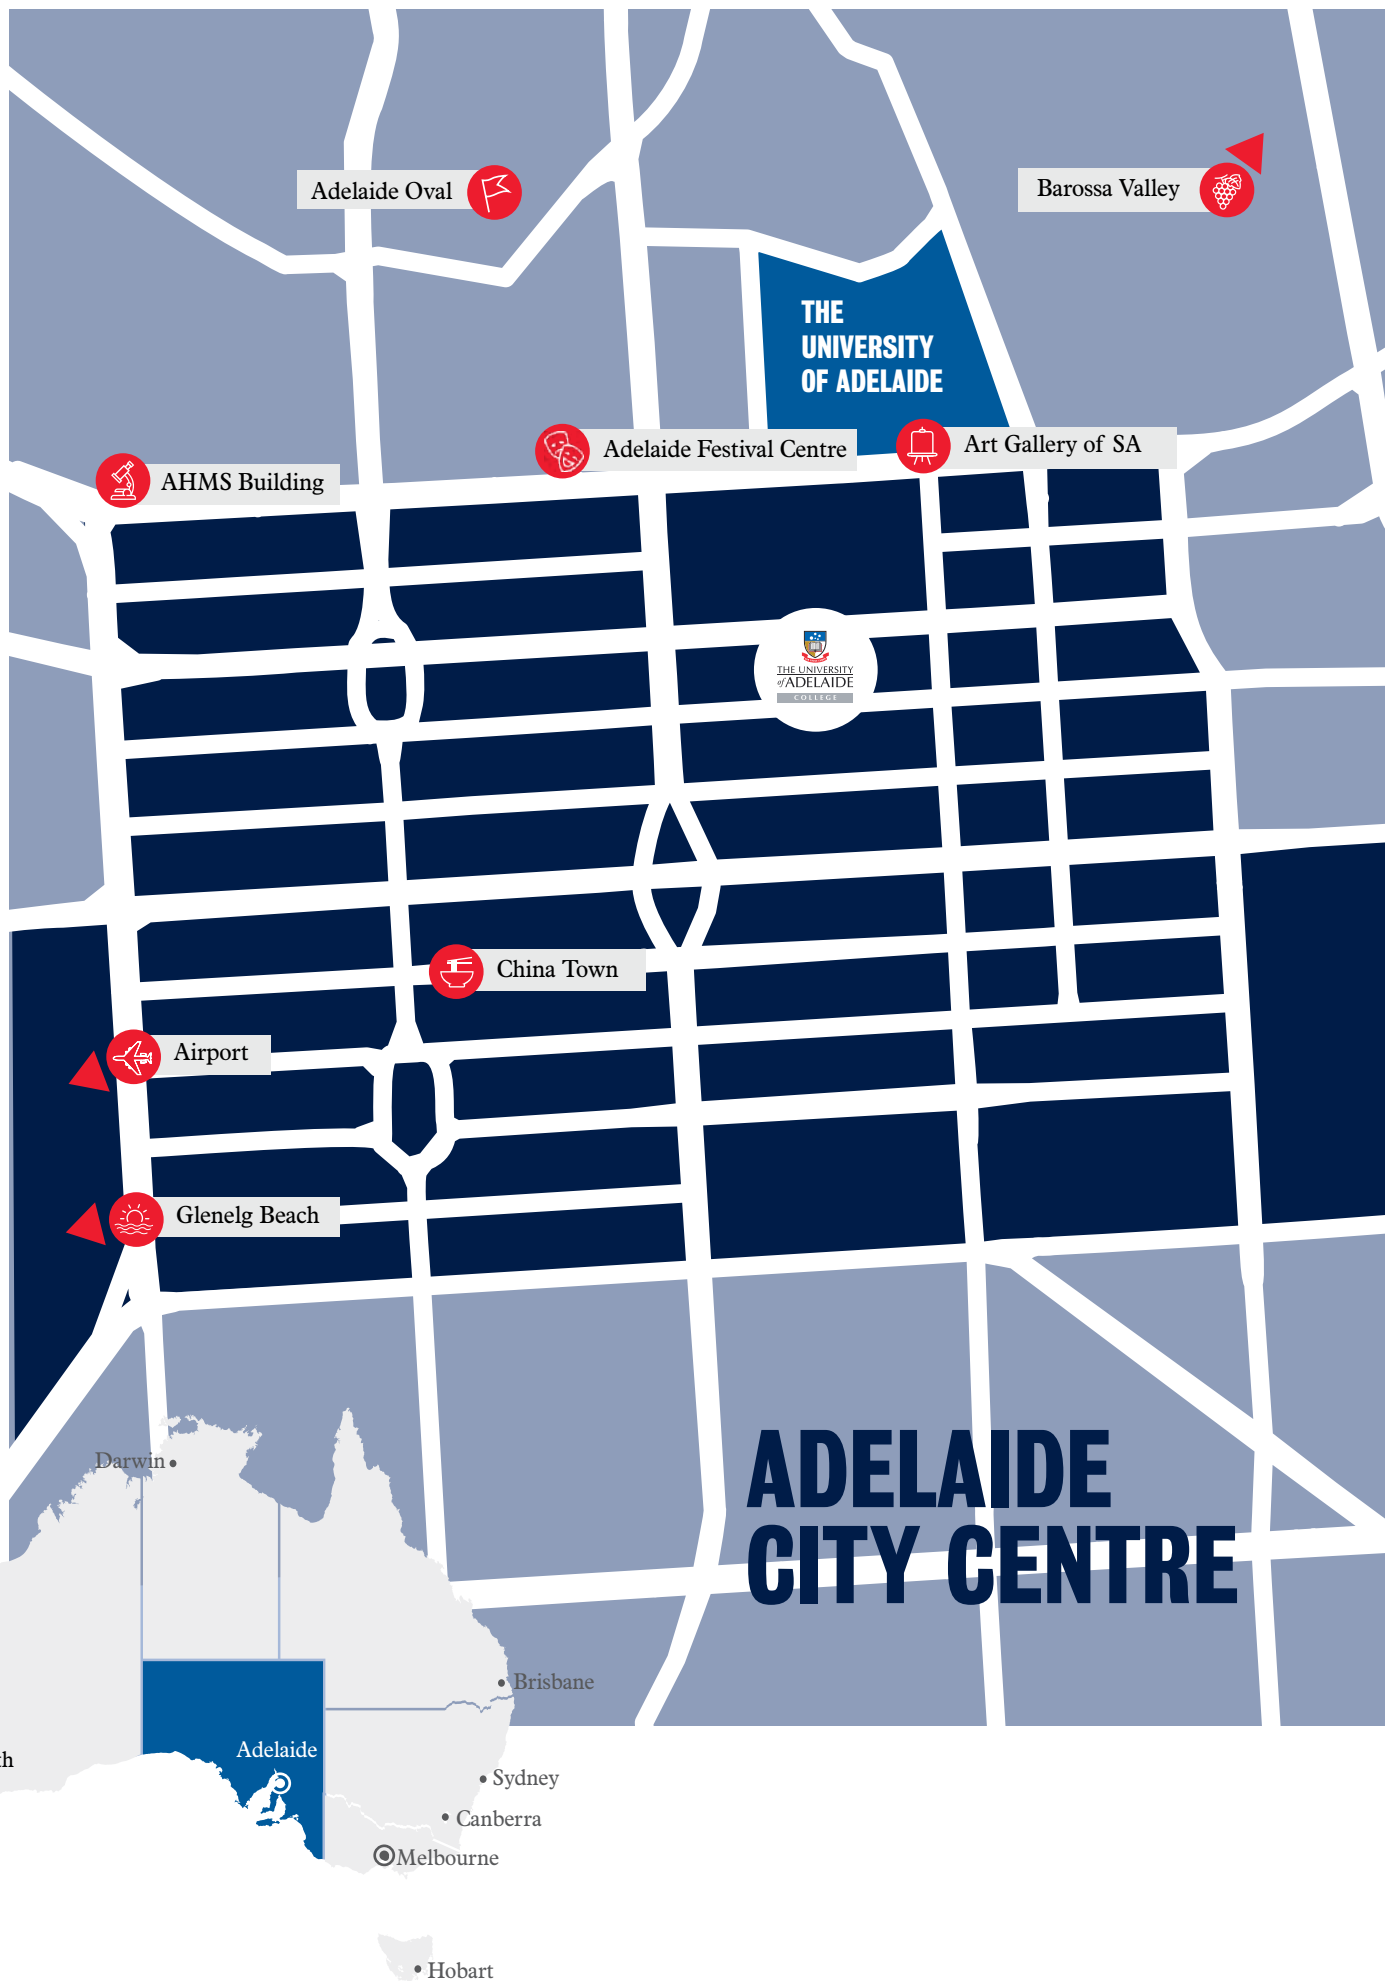 Adelaide Oval
Barossa Valley
THE
UNIVERSITY
OF ADELAIDE
Adelaide Festival Centre
Art Gallery of SA
AHMS Building
THE UNIVERSITY
of ADELAIDE
COLLEGE
China Town
Airport
Glenelg Beach
ADELAIDE
CITY CENTRE
Darwin
Brisbane
Adelaide
th
Sydney
Canberra
Melbourne
Hobart